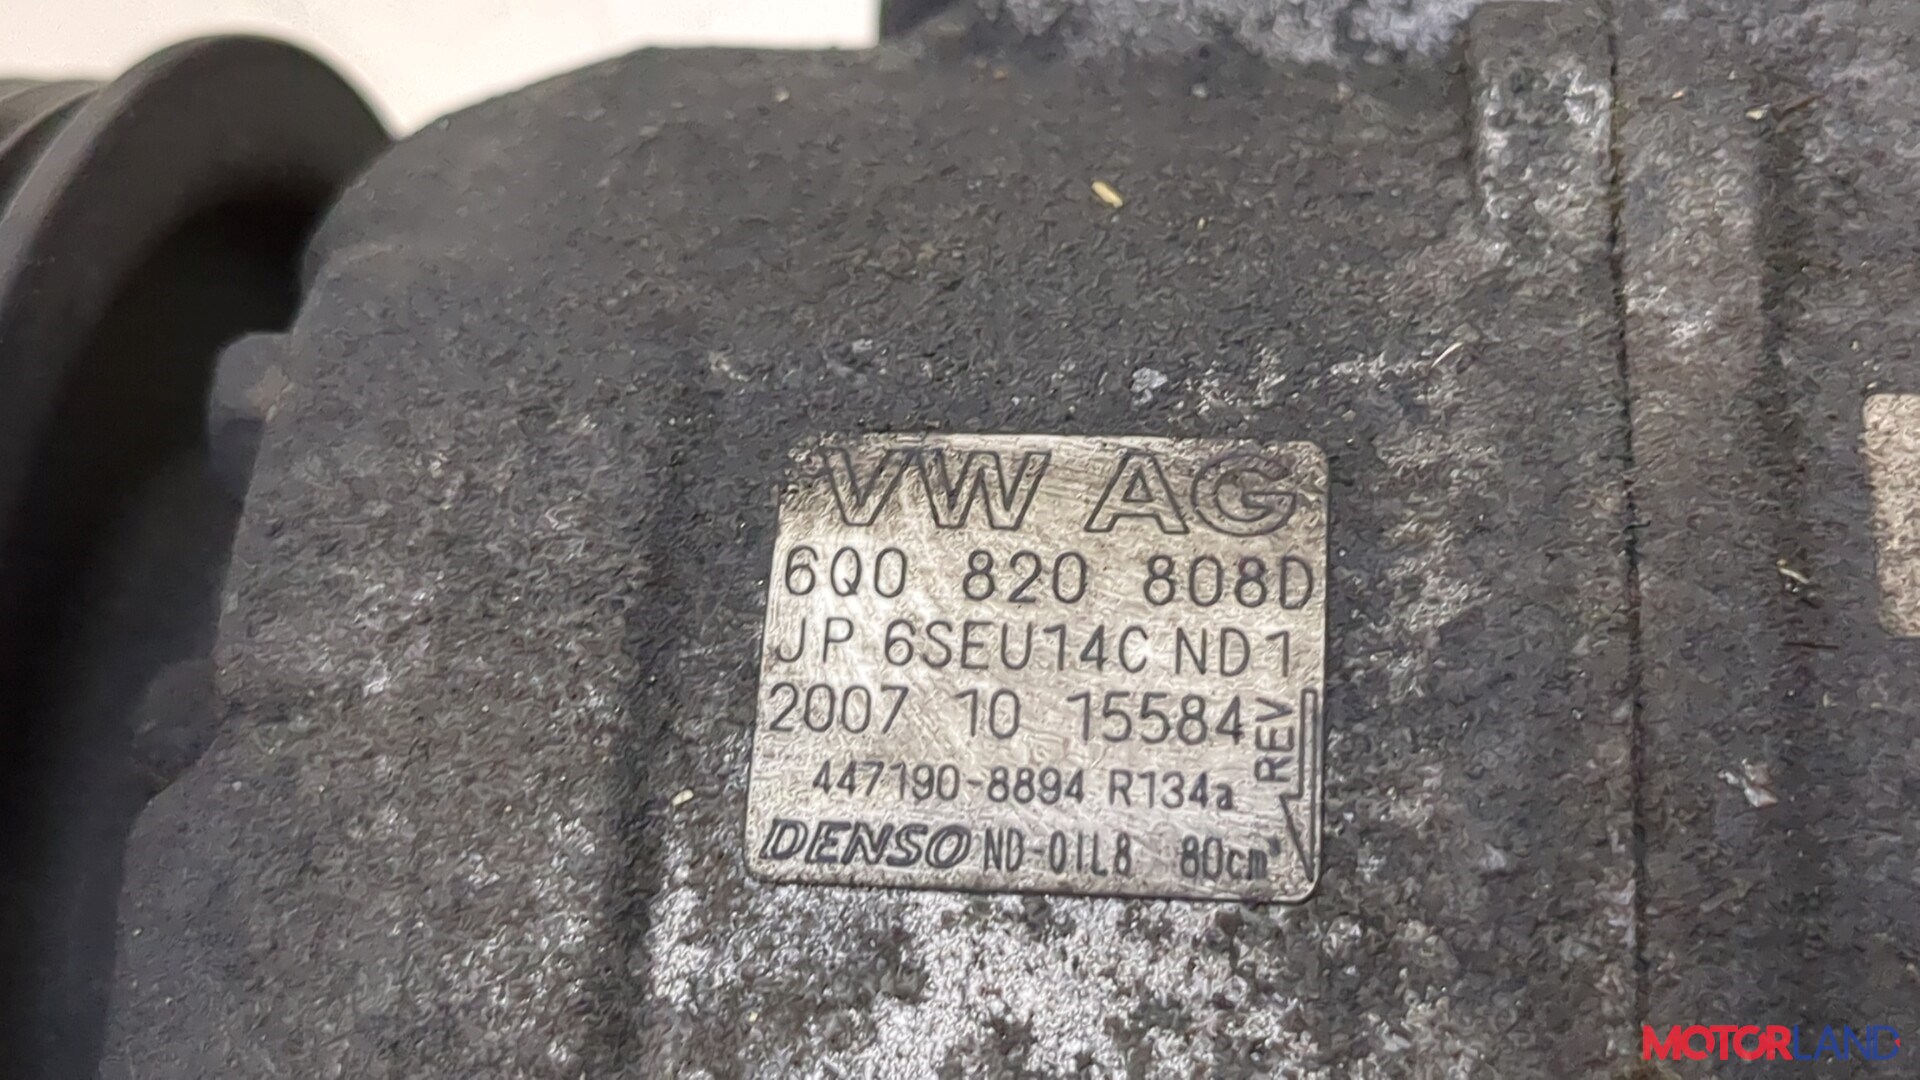 VW AG
6Q0 820 808D
JP 6SEU14C ND1
2007 10 15584
REV
447190-8894 R134a
DENSO ND-OIL8 80cm³
MOTORLAND